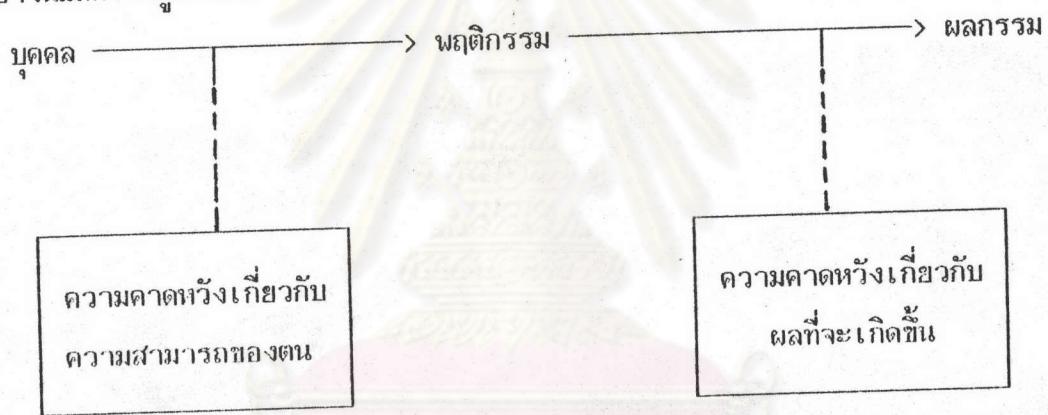 บุคคล พฤติกรรม ผลกรรม
ความคาดหวังเกี่ยวกับ
ความสามารถของตน
ความคาดหวังเกี่ยวกับ
ผลที่จะเกิดขึ้น